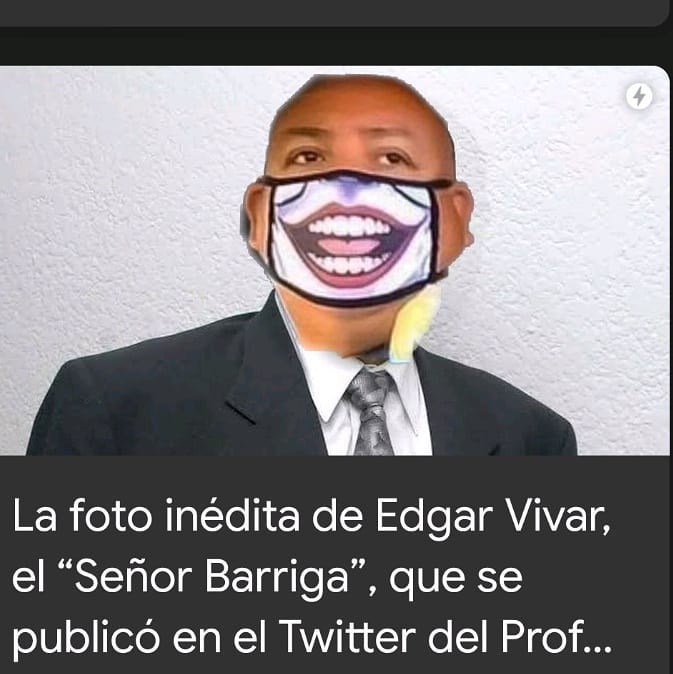 La foto inédita de Edgar Vivar,
el “Señor Barriga”, que se
publicó en el Twitter del Prof...